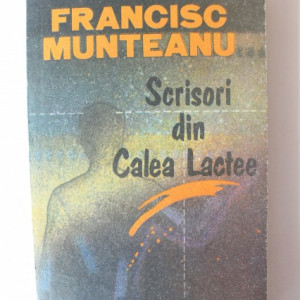 FRANCISC
MUNTEANU
Scrisori
din
Calea Lactee